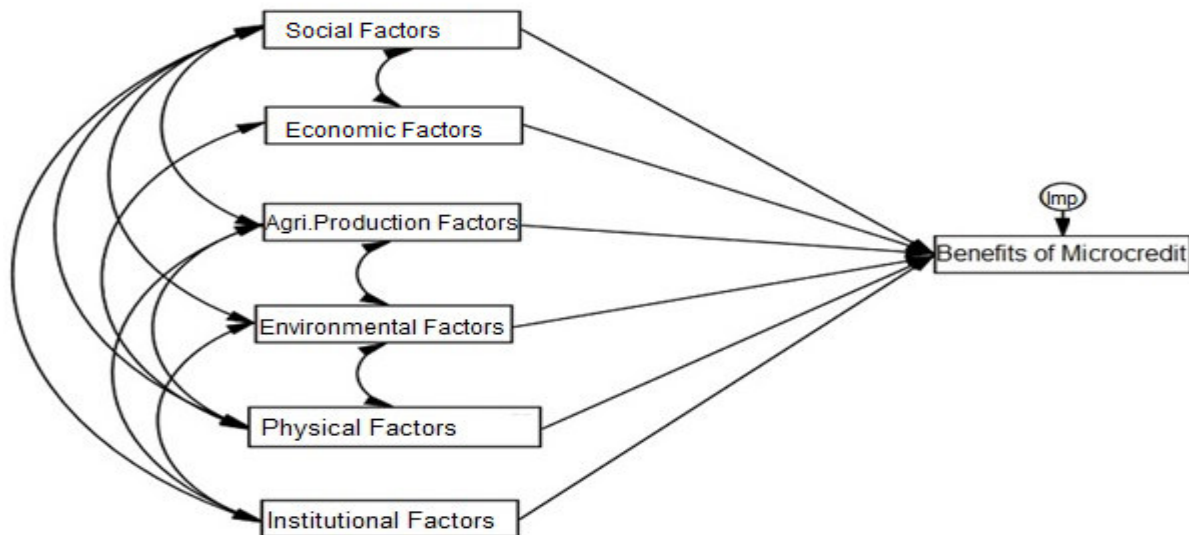 Social Factors
Economic Factors
Agri.Production Factors
Environmental Factors
Physical Factors
Institutional Factors
Imp
Benefits of Microcredit